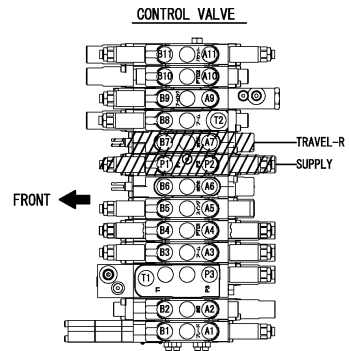 CONTROL VALVE
B11 A11
B10 A10
B9 A9
B8 T2
B7 A7 TRAVEL-R
P1 P2 SUPPLY
B6 A6
FRONT
B5 A5
B4 A4
B3 A3
T1 P3
B2 A2
B1 A1